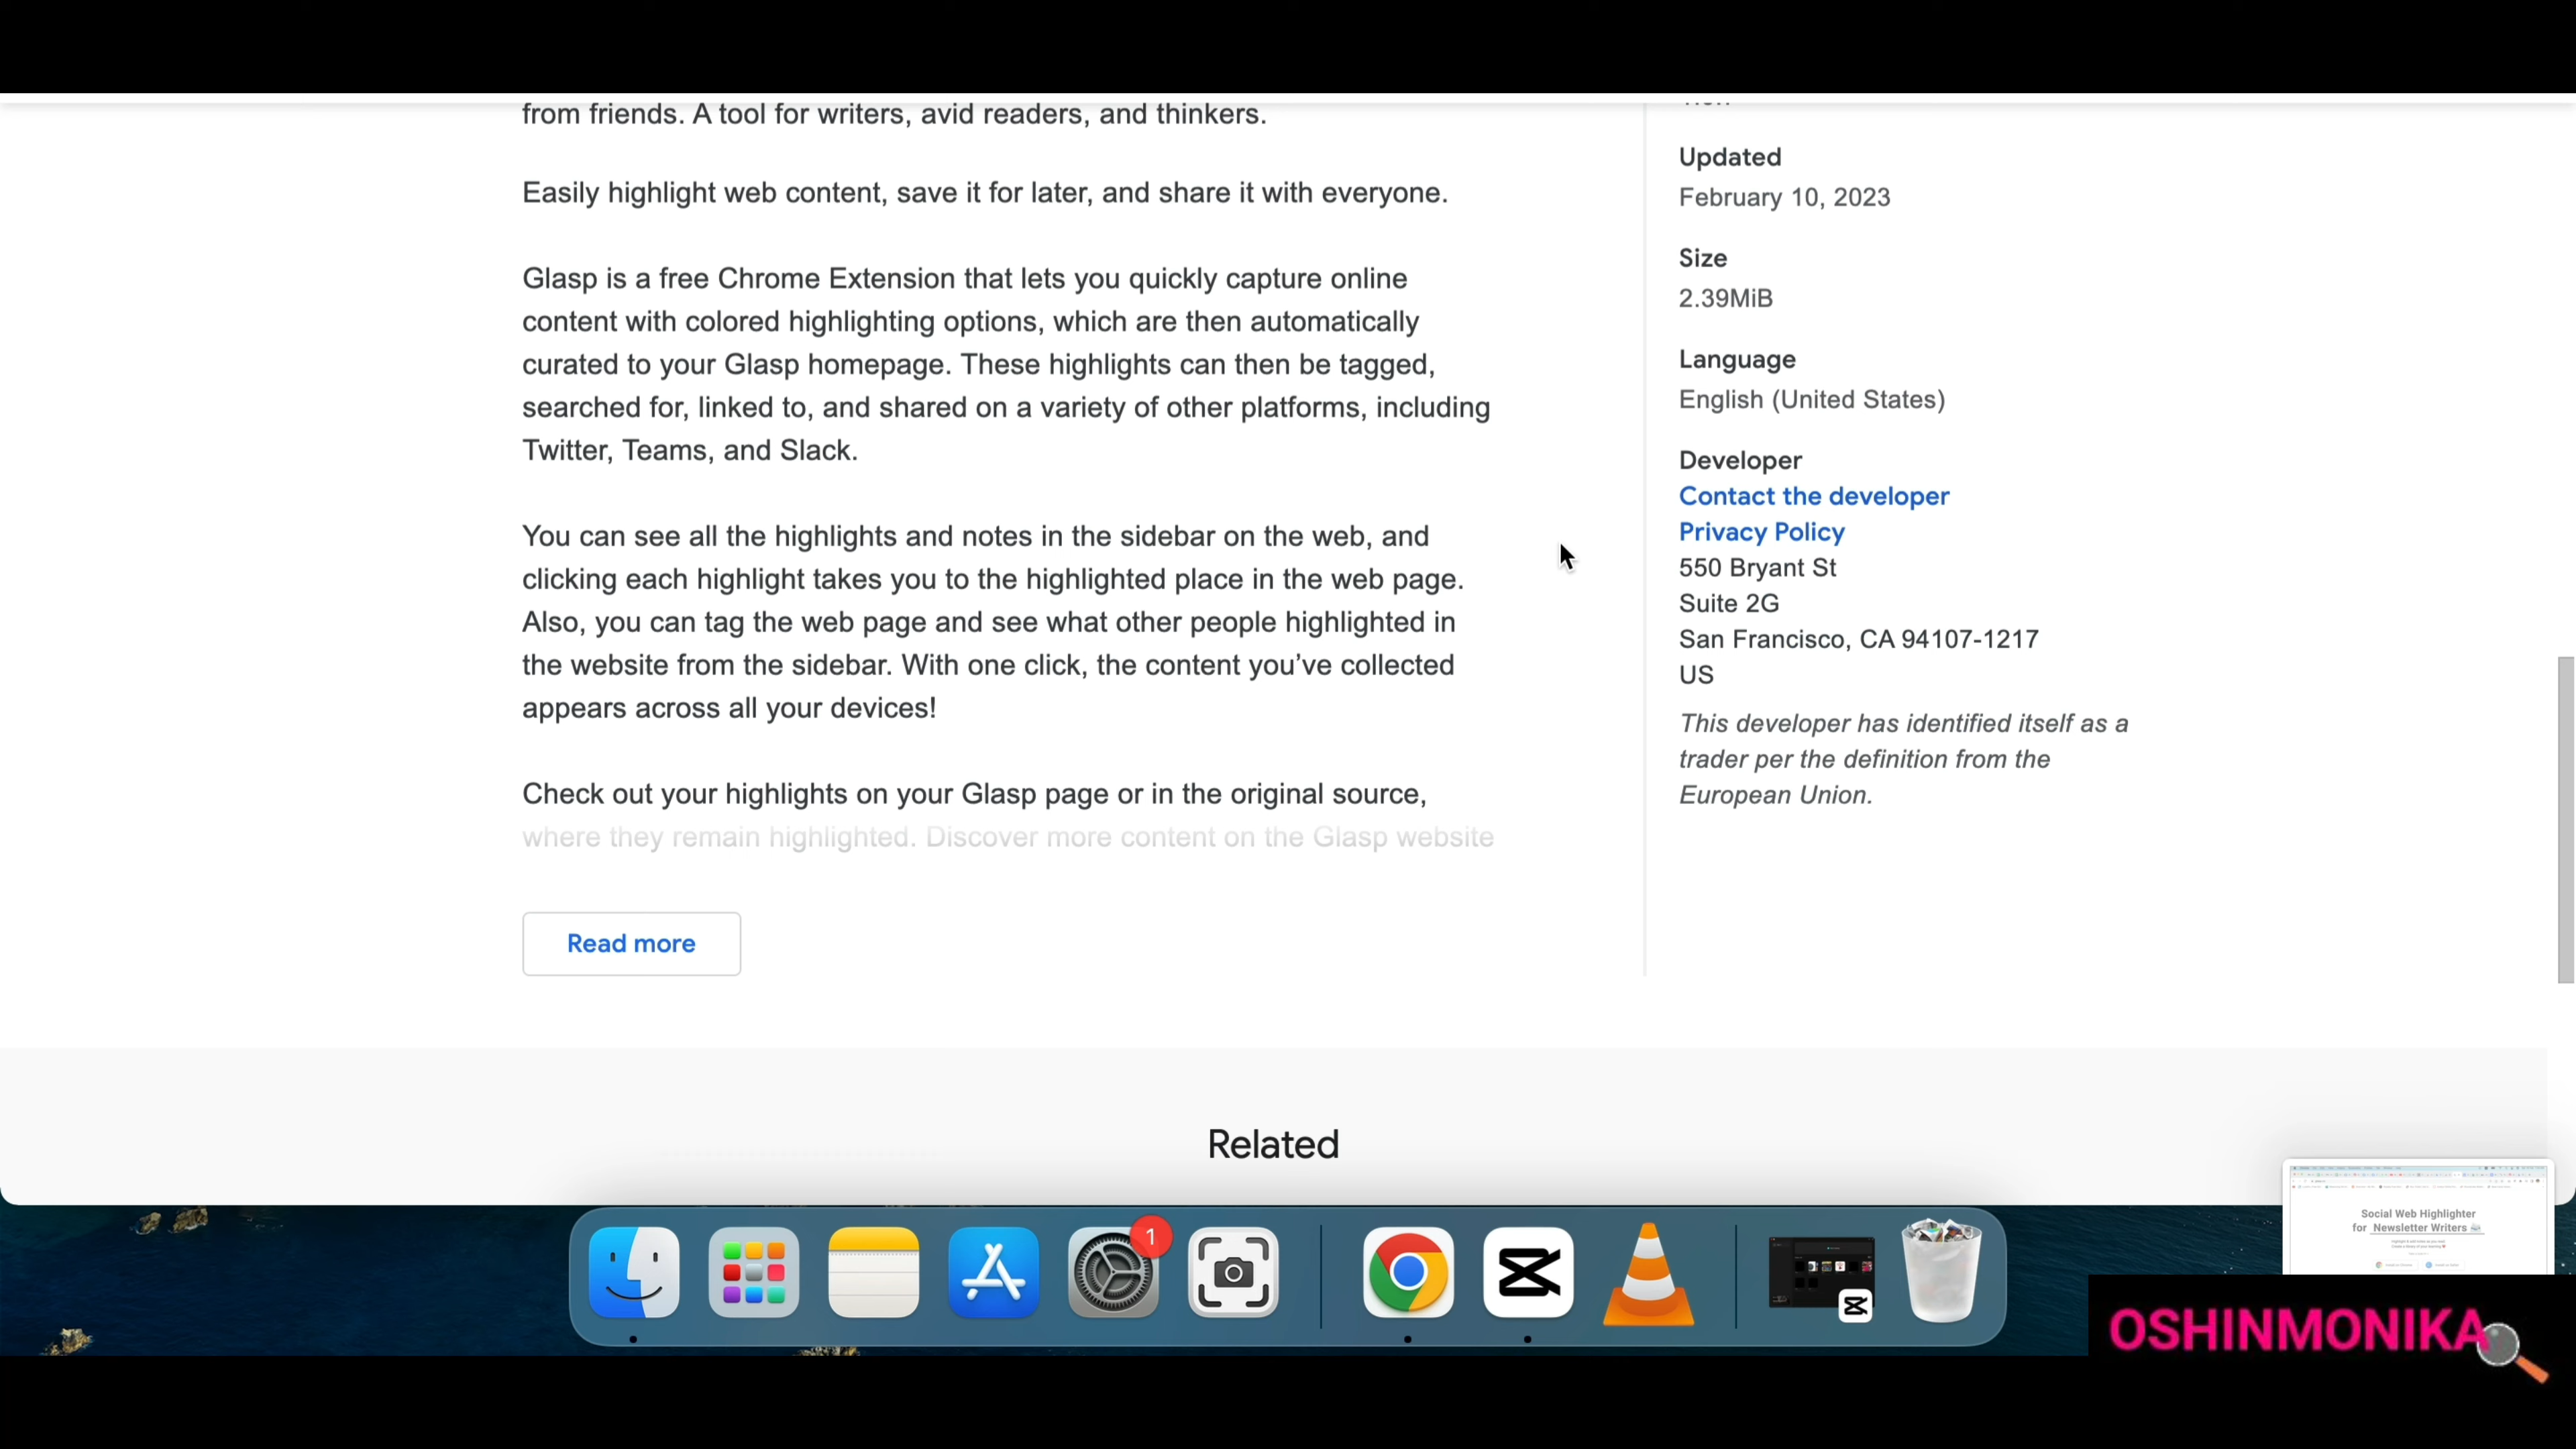 from friends. A tool for writers, avid readers, and thinkers.
Easily highlight web content, save it for later, and share it with everyone.
Glasp is a free Chrome Extension that lets you quickly capture online
content with colored highlighting options, which are then automatically
curated to your Glasp homepage. These highlights can then be tagged,
searched for, linked to, and shared on a variety of other platforms, including
Twitter, Teams, and Slack.
You can see all the highlights and notes in the sidebar on the web, and
clicking each highlight takes you to the highlighted place in the web page.
Also, you can tag the web page and see what other people highlighted in
the website from the sidebar. With one click, the content you’ve collected
appears across all your devices!
Check out your highlights on your Glasp page or in the original source,
where they remain highlighted. Discover more content on the Glasp website
Read more
Updated
February 10, 2023
Size
2.39MiB
Language
English (United States)
Developer
Contact the developer
Privacy Policy
550 Bryant St
Suite 2G
San Francisco, CA 94107-1217
US
This developer has identified itself as a
trader per the definition from the
European Union.
Related
1
Social Web Highlighter
for Newsletter Writers
OSHINMONIKA